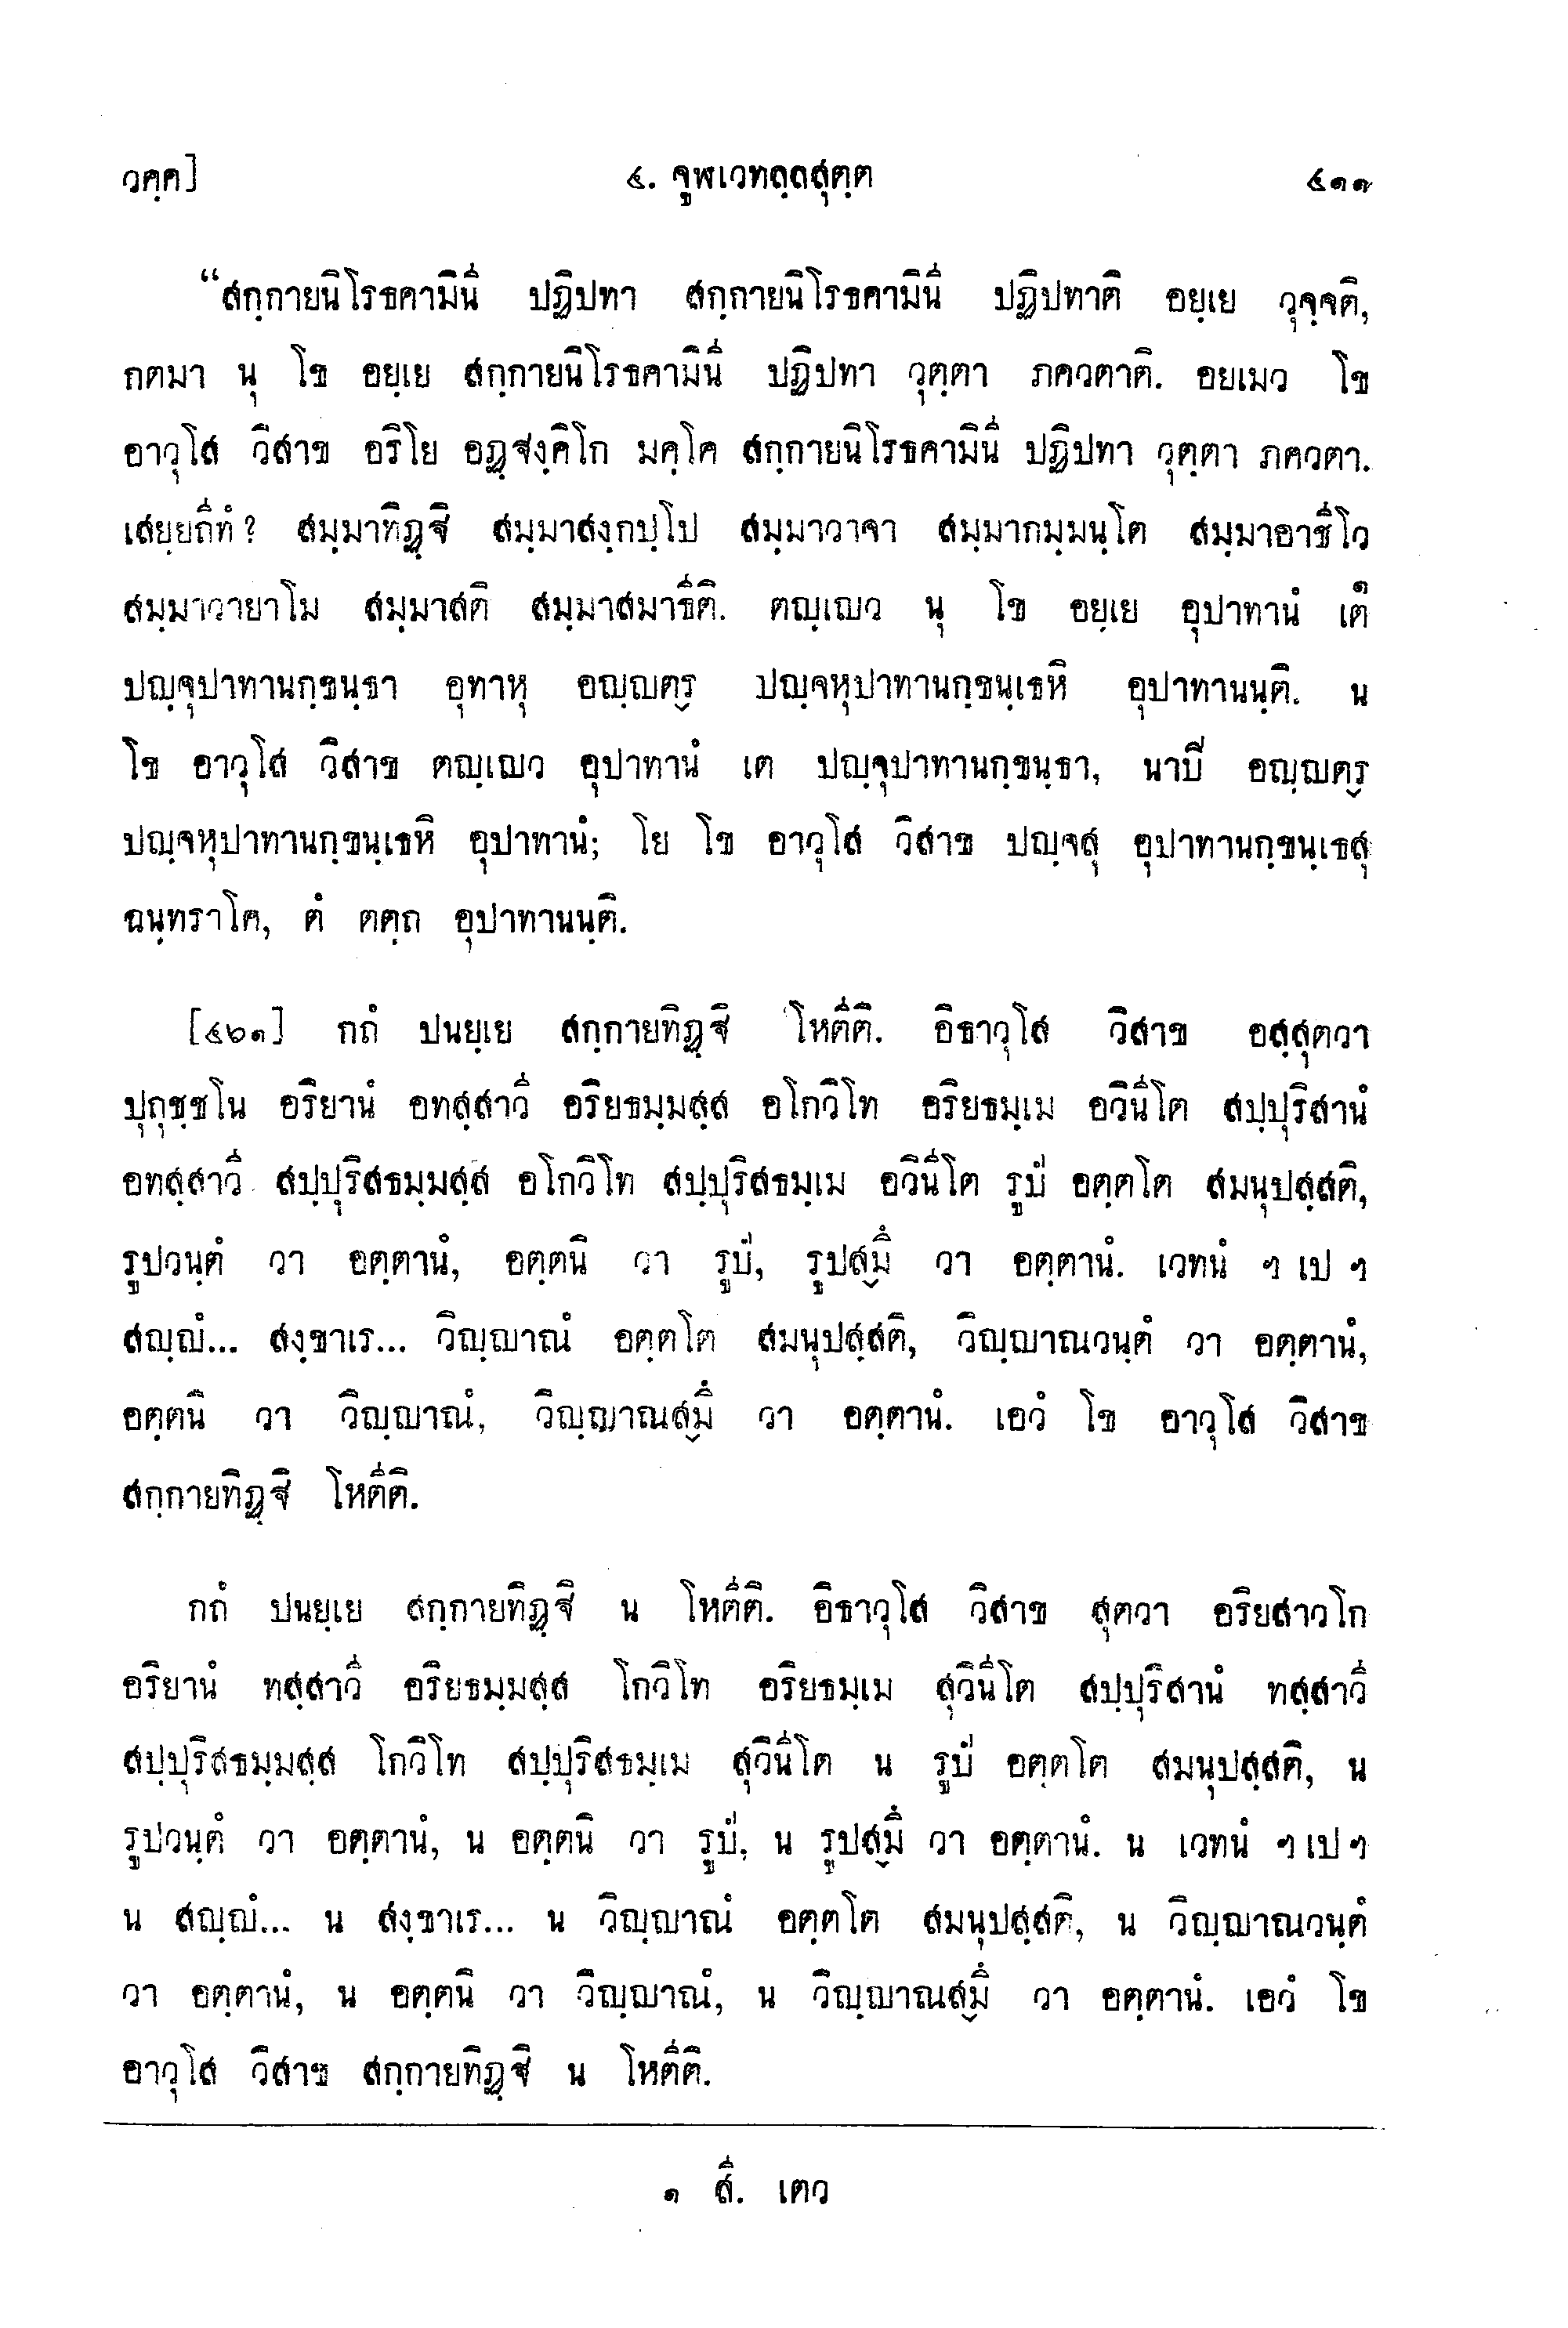 วคฺค]
๔. จูฬเวทลฺลสุตฺต
๔๑๑
“สกฺกายนิโรธคามินี ปฏิปทา สกฺกายนิโรธคามินี ปฏิปทาติ อยฺเย วุจฺจติ,
กตมา นุ โข อยฺเย สกฺกายนิโรธคามินี ปฏิปทา วุตฺตา ภควตาติ. อยเมว โข
อาวุโส วิสาข อริโย อฏฺฐงฺคิโก มคฺโค สกฺกายนิโรธคามินี ปฏิปทา วุตฺตา ภควตา.
เสยฺยถีทํ? สมฺมาทิฏฺฐิ สมฺมาสงฺกปฺโป สมฺมาวาจา สมฺมากมฺมนฺโต สมฺมาอาชีโว
สมฺมาวายาโม สมฺมาสติ สมฺมาสมาธีติ. ตญฺเญว นุ โข อยฺเย อุปาทานํ เต๑
ปญฺจุปาทานกฺขนฺธา อุทาหุ อญฺญตฺร ปญฺจหุปาทานกฺขนฺเธหิ อุปาทานนฺติ. น
โข อาวุโส วิสาข ตญฺเญว อุปาทานํ เต ปญฺจุปาทานกฺขนฺธา, นาปี อญฺญตฺร
ปญฺจหุปาทานกฺขนฺเธหิ อุปาทานํ; โย โข อาวุโส วิสาข ปญฺจสุ อุปาทานกฺขนฺเธสุ
ฉนฺทราโค, ตํ ตตฺถ อุปาทานนฺติ.
[๔๖๑] กถํ ปนยฺเย สกฺกายทิฏฺฐิ โหตีติ. อิธาวุโส วิสาข อสฺสุตวา
ปุถุชฺชโน อริยานํ อทสฺสาวี อริยธมฺมสฺส อโกวิโท อริยธมฺเม อวินีโต สปฺปุริสานํ
อทสฺสาวี สปฺปุริสธมฺมสฺส อโกวิโท สปฺปุริสธมฺเม อวินีโต รูปํ อตฺตโต สมนุปสฺสติ,
รูปวนฺตํ วา อตฺตานํ, อตฺตนิ วา รูปํ, รูปสฺมึ วา อตฺตานํ. เวทนํ ฯ เป ฯ
สญฺญํ... สงฺขาเร... วิญฺญาณํ อตฺตโต สมนุปสฺสติ, วิญฺญาณวนฺตํ วา อตฺตานํ,
อตฺตนิ วา วิญฺญาณํ, วิญฺญาณสฺมึ วา อตฺตานํ. เอวํ โข อาวุโส วิสาข
สกฺกายทิฏฺฐิ โหตีติ.
กถํ ปนยฺเย สกฺกายทิฏฺฐิ น โหตีติ. อิธาวุโส วิสาข สุตวา อริยสาวโก
อริยานํ ทสฺสาวี อริยธมฺมสฺส โกวิโท อริยธมฺเม สุวินีโต สปฺปุริสานํ ทสฺสาวี
สปฺปุริสธมฺมสฺส โกวิโท สปฺปุริสธมฺเม สุวินีโต น รูปํ อตฺตโต สมนุปสฺสติ, น
รูปวนฺตํ วา อตฺตานํ, น อตฺตนิ วา รูปํ, น รูปสฺมึ วา อตฺตานํ. น เวทนํ ฯ เป ฯ
น สญฺญํ... น สงฺขาเร... น วิญฺญาณํ อตฺตโต สมนุปสฺสติ, น วิญฺญาณวนฺตํ
วา อตฺตานํ, น อตฺตนิ วา วิญฺญาณํ, น วิญฺญาณสฺมึ วา อตฺตานํ. เอวํ โข
อาวุโส วิสาข สกฺกายทิฏฺฐิ น โหตีติ.
๑ สี. เตว